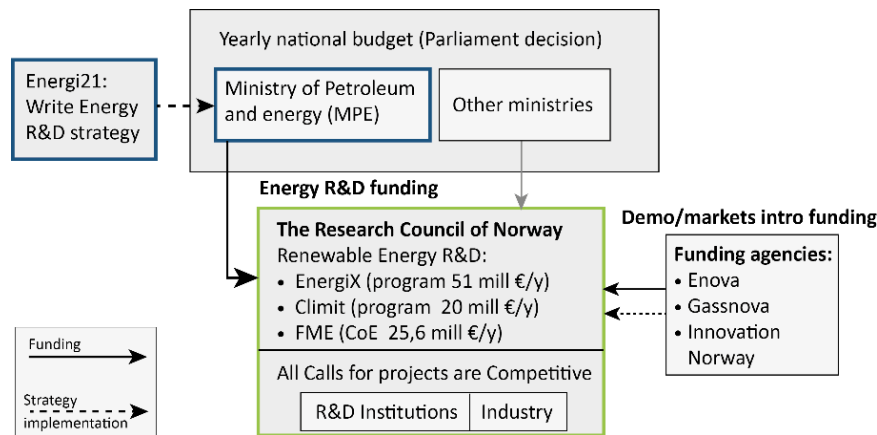 Yearly national budget (Parliament decision)
Energi21:
Write Energy
R&D strategy
Ministry of Petroleum
and energy (MPE)
Other ministries
Energy R&D funding
Demo/markets intro funding
The Research Council of Norway
Renewable Energy R&D:
• EnergiX (program 51 mill €/y)
• Climit (program 20 mill €/y)
• FME (CoE 25,6 mill €/y)
All Calls for projects are Competitive
R&D Institutions
Industry
Funding agencies:
• Enova
• Gassnova
• Innovation
Norway
Funding
Strategy
implementation